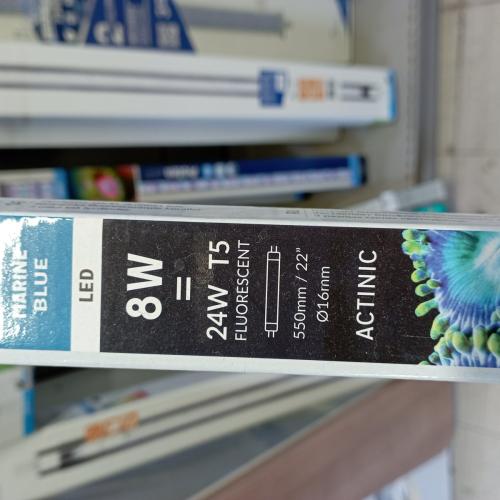 MARINE
BLUE
LED
8W
=
24W T5
FLUORESCENT
550mm / 22"
Ø16mm
ACTINIC